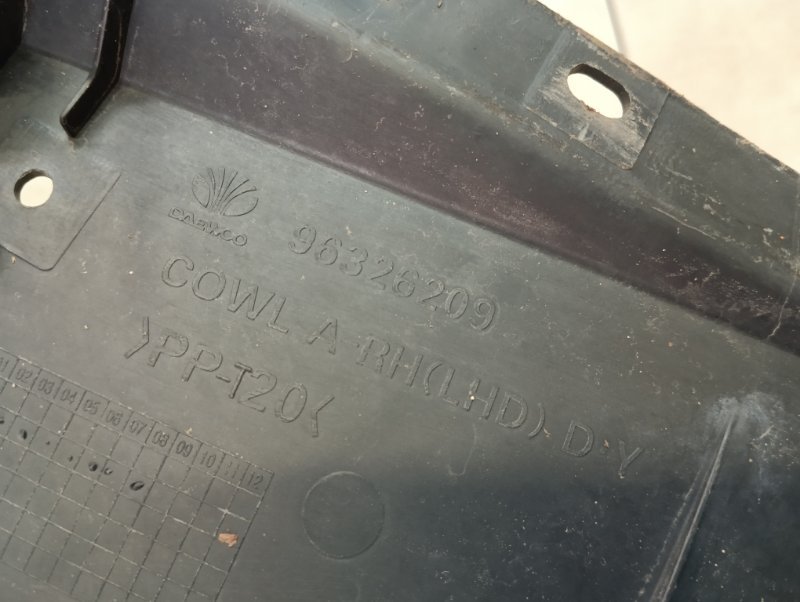 DAEWOO
96326209
COWL A RH(LHD) D·Y
>PP-T20<
01 02 03 04 05 06 07 08 09 10 11 12